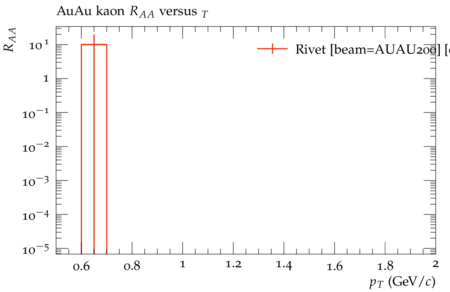 AuAu kaon R_AA versus _T
R_AA
Rivet [beam=AUAU200] [
10^1
1
10^−1
10^−2
10^−3
10^−4
10^−5
0.6 0.8 1 1.2 1.4 1.6 1.8 2
p_T (GeV/c)